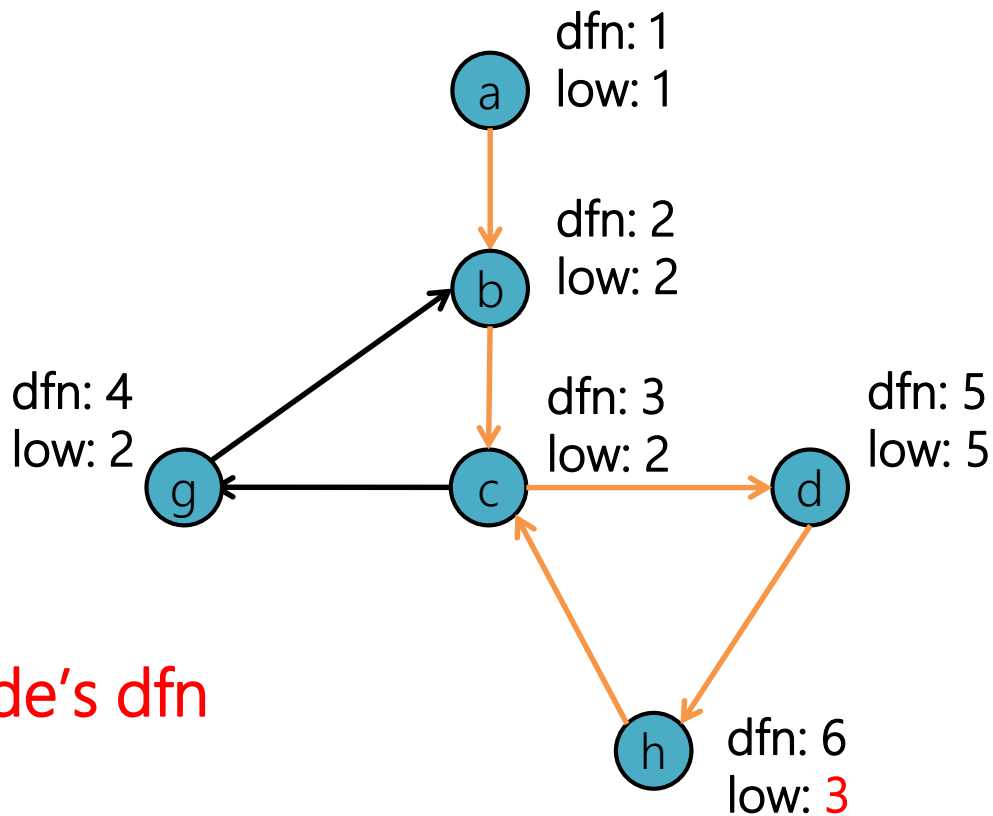 dfn: 1
low: 1
a
dfn: 2
low: 2
b
dfn: 4
low: 2
dfn: 3
low: 2
dfn: 5
low: 5
g
c
d
de’s dfn
h
dfn: 6
low: 3